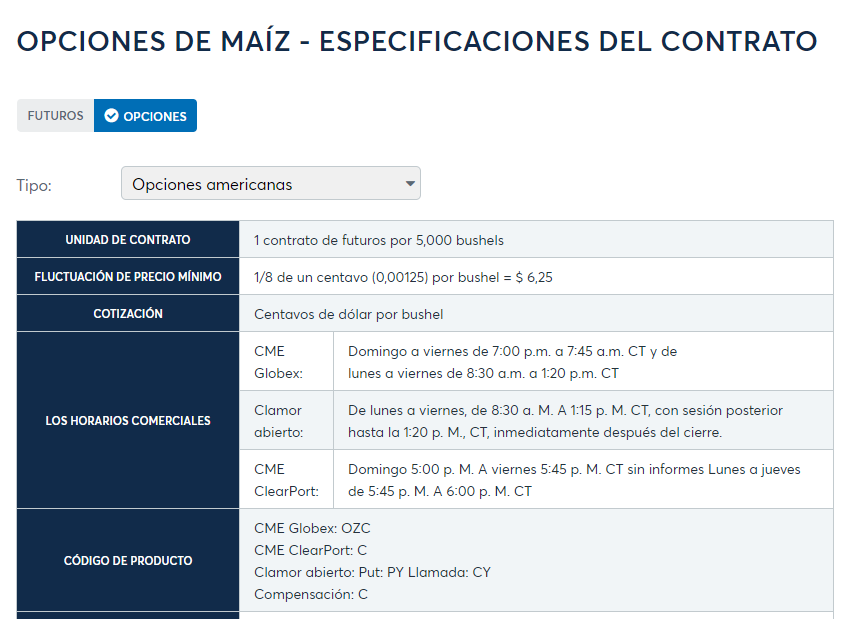 OPCIONES DE MAÍZ - ESPECIFICACIONES DEL CONTRATO
FUTUROS
OPCIONES
Tipo:
Opciones americanas
UNIDAD DE CONTRATO
1 contrato de futuros por 5,000 bushels
FLUCTUACIÓN DE PRECIO MÍNIMO
1/8 de un centavo (0,00125) por bushel = $ 6,25
COTIZACIÓN
Centavos de dólar por bushel
LOS HORARIOS COMERCIALES
CME
Globex:
Domingo a viernes de 7:00 p.m. a 7:45 a.m. CT y de
lunes a viernes de 8:30 a.m. a 1:20 p.m. CT
Clamor
abierto:
De lunes a viernes, de 8:30 a. M. A 1:15 p. M. CT, con sesión posterior
hasta la 1:20 p. M., CT, inmediatamente después del cierre.
CME
ClearPort:
Domingo 5:00 p. M. A viernes 5:45 p. M. CT sin informes Lunes a jueves
de 5:45 p. M. A 6:00 p. M. CT
CÓDIGO DE PRODUCTO
CME Globex: OZC
CME ClearPort: C
Clamor abierto: Put: PY Llamada: CY
Compensación: C